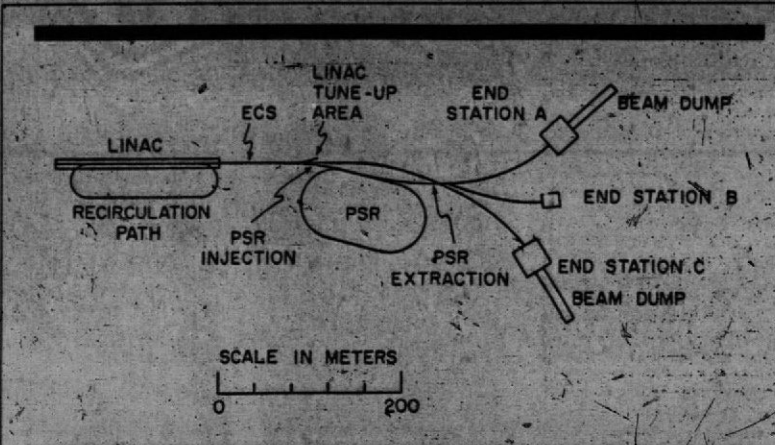 LINAC
TUNE-UP
AREA
ECS
END
STATION A
BEAM DUMP
LINAC
RECIRCULATION
PATH
PSR
INJECTION
PSR
PSR
EXTRACTION
END STATION B
END STATION C
BEAM DUMP
SCALE IN METERS
0 200